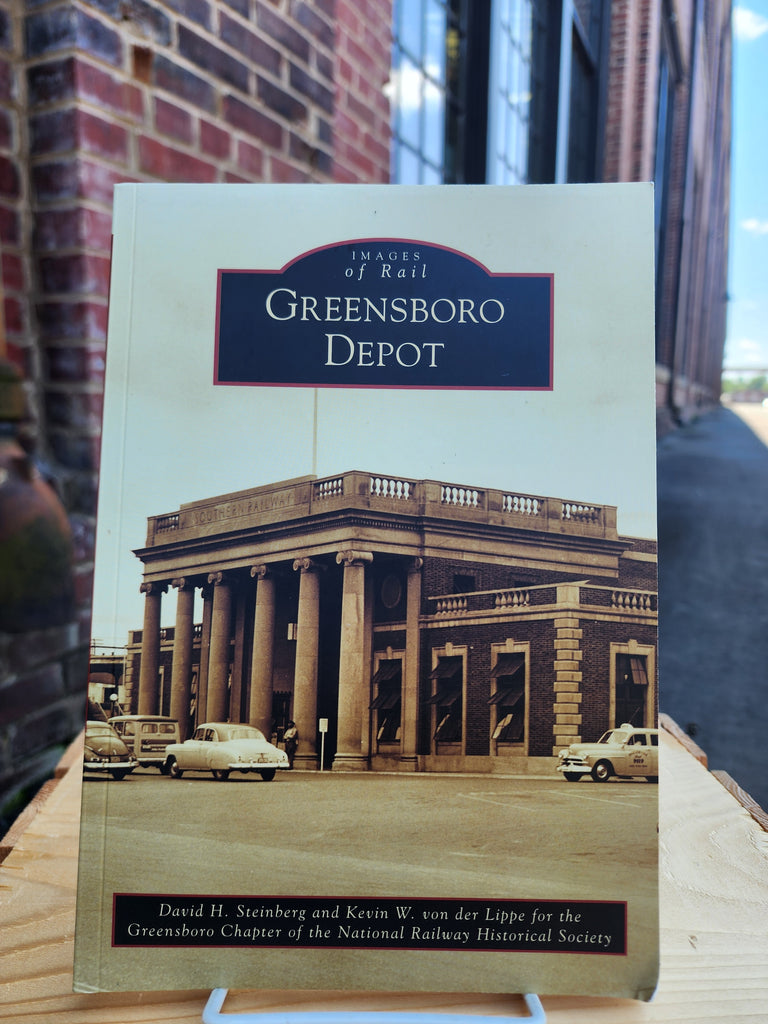 IMAGES
of Rail
GREENSBORO
DEPOT
SOUTHERN RAILWAY
David H. Steinberg and Kevin W. von der Lippe for the
Greensboro Chapter of the National Railway Historical Society